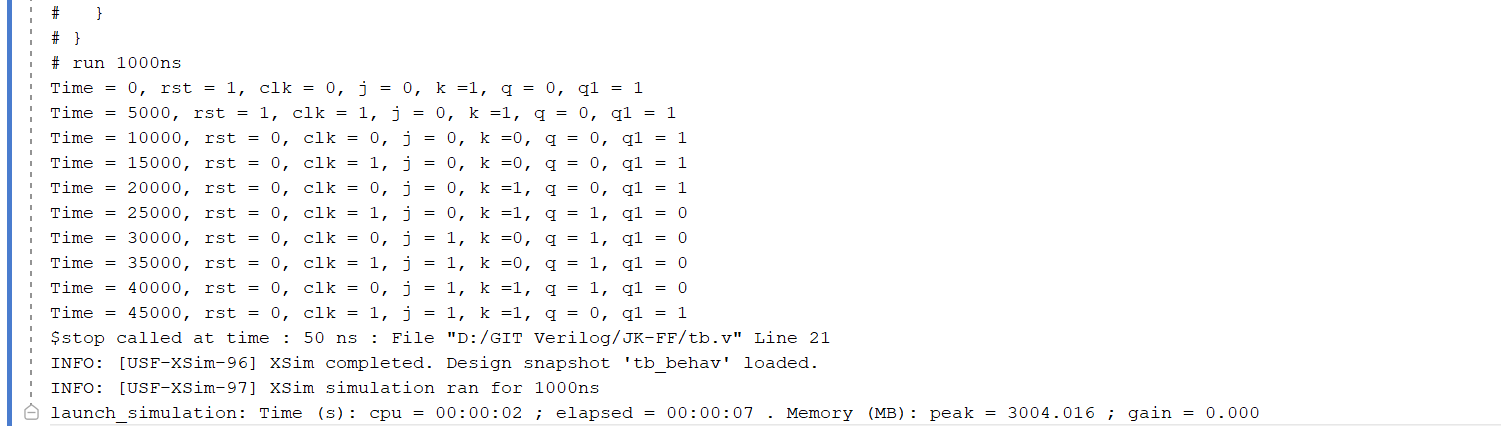 #   }
# }
# run 1000ns
Time = 0, rst = 1, clk = 0, j = 0, k =1, q = 0, q1 = 1
Time = 5000, rst = 1, clk = 1, j = 0, k =1, q = 0, q1 = 1
Time = 10000, rst = 0, clk = 0, j = 0, k =0, q = 0, q1 = 1
Time = 15000, rst = 0, clk = 1, j = 0, k =0, q = 0, q1 = 1
Time = 20000, rst = 0, clk = 0, j = 0, k =1, q = 0, q1 = 1
Time = 25000, rst = 0, clk = 1, j = 0, k =1, q = 1, q1 = 0
Time = 30000, rst = 0, clk = 0, j = 1, k =0, q = 1, q1 = 0
Time = 35000, rst = 0, clk = 1, j = 1, k =0, q = 1, q1 = 0
Time = 40000, rst = 0, clk = 0, j = 1, k =1, q = 1, q1 = 0
Time = 45000, rst = 0, clk = 1, j = 1, k =1, q = 0, q1 = 1
$stop called at time : 50 ns : File "D:/GIT Verilog/JK-FF/tb.v" Line 21
INFO: [USF-XSim-96] XSim completed. Design snapshot 'tb_behav' loaded.
INFO: [USF-XSim-97] XSim simulation ran for 1000ns
launch_simulation: Time (s): cpu = 00:00:02 ; elapsed = 00:00:07 . Memory (MB): peak = 3004.016 ; gain = 0.000